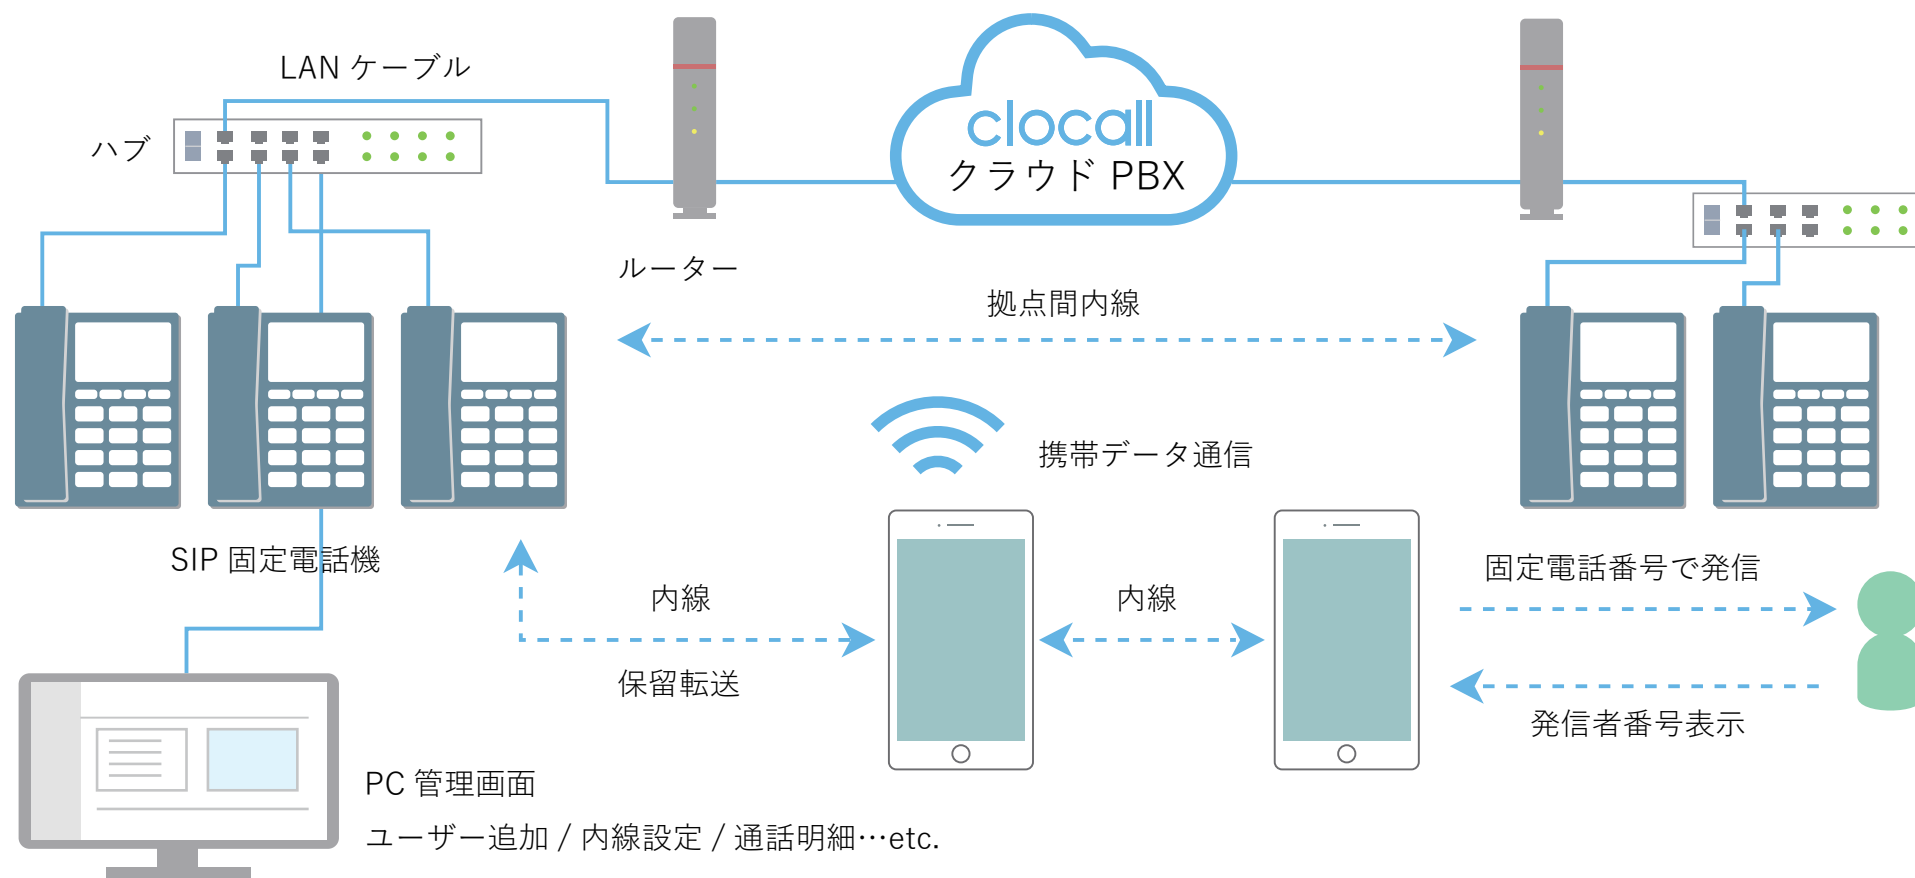 LAN ケーブル
ハブ
clocall
クラウド PBX
ルーター
拠点間内線
携帯データ通信
SIP 固定電話機
内線
保留転送
内線
固定電話番号で発信
発信者番号表示
PC 管理画面
ユーザー追加 / 内線設定 / 通話明細…etc.